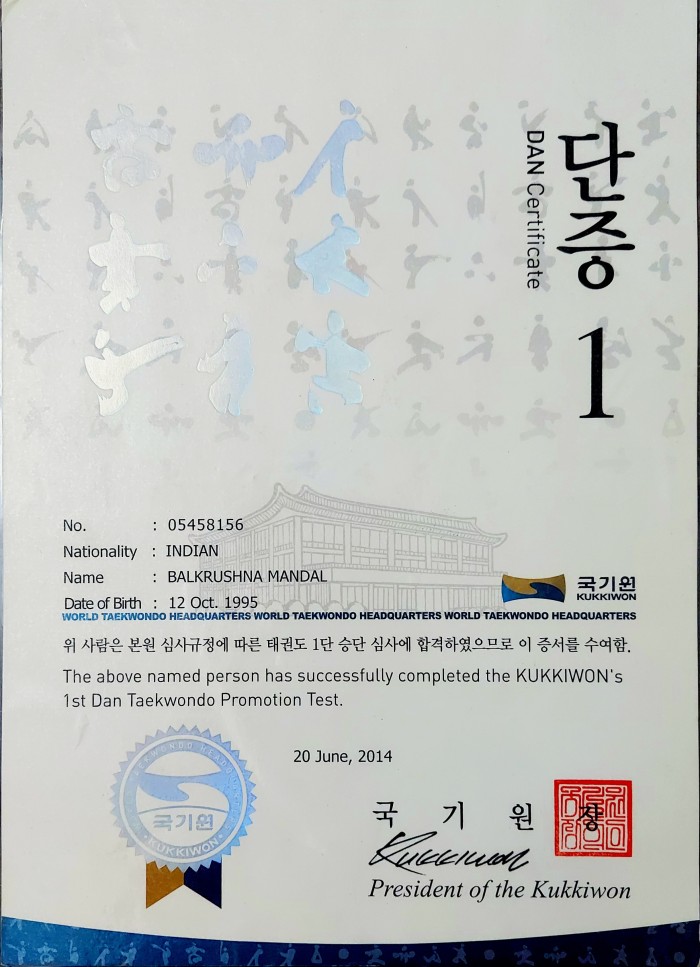 단증
DAN Certificate
1
No. : 05458156
Nationality : INDIAN
Name : BALKRUSHNA MANDAL
Date of Birth : 12 Oct. 1995
국기원
KUKKIWON
WORLD TAEKWONDO HEADQUARTERS WORLD TAEKWONDO HEADQUARTERS WORLD TAEKWONDO HEADQUARTERS
위 사람은 본원 심사규정에 따른 태권도 1단 승단 심사에 합격하였으므로 이 증서를 수여함.
The above named person has successfully completed the KUKKIWON's
1st Dan Taekwondo Promotion Test.
20 June, 2014
국기원
KUKKIWON
국 기 원 장
Kukkiwon
President of the Kukkiwon